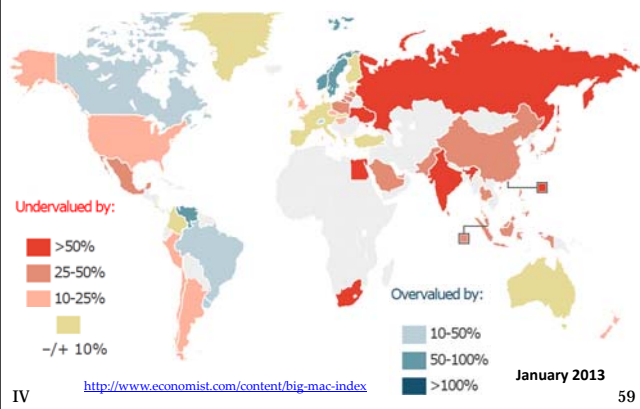 Undervalued by:
>50%
25-50%
10-25%
-/+ 10%
Overvalued by:
10-50%
50-100%
>100%
January 2013
IV
http://www.economist.com/content/big-mac-index
59